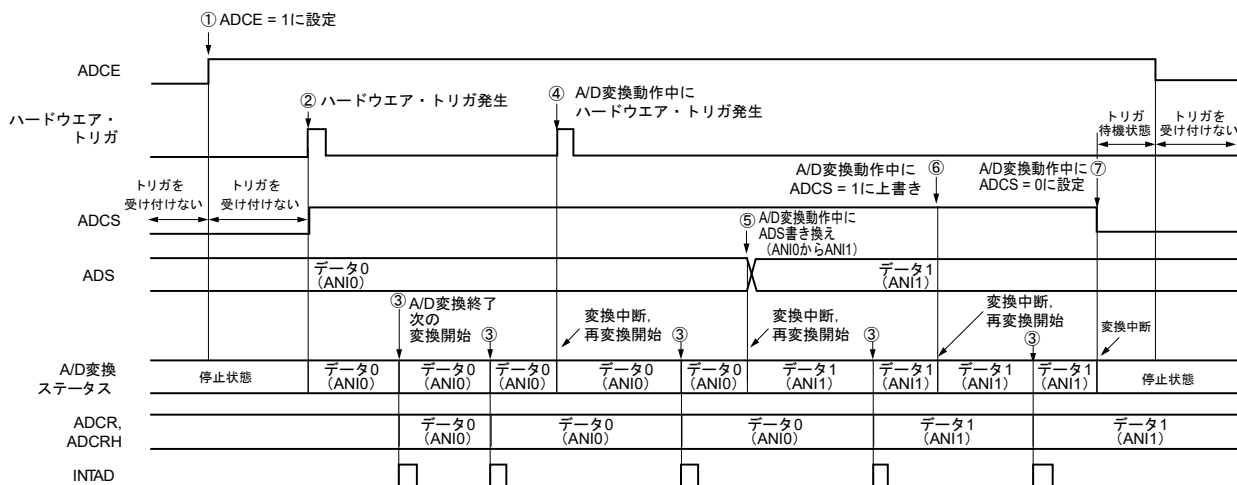 ① ADCE = 1に設定
ADCE
② ハードウエア・トリガ発生
④ A/D変換動作中に
ハードウエア・トリガ発生
ハードウエア・
トリガ
トリガ
待機状態
トリガを
受け付けない
トリガを
受け付けない
トリガを
受け付けない
A/D変換動作中に ⑥
ADCS = 1に上書き
A/D変換動作中に ⑦
ADCS = 0に設定
ADCS
⑤ A/D変換動作中に
ADS書き換え
(ANI0からANI1)
ADS
データ0
(ANI0)
データ1
(ANI1)
③ A/D変換終了
次の
変換開始
③
変換中断,
再変換開始
③
変換中断,
再変換開始
③
変換中断,
再変換開始
③
変換中断
A/D変換
ステータス
停止状態
データ0
(ANI0)
データ0
(ANI0)
データ0
(ANI0)
データ0
(ANI0)
データ0
(ANI0)
データ1
(ANI1)
データ1
(ANI1)
データ1
(ANI1)
データ1
(ANI1)
停止状態
ADCR,
ADCRH
データ0
(ANI0)
データ0
(ANI0)
データ0
(ANI0)
データ1
(ANI1)
データ1
(ANI1)
INTAD